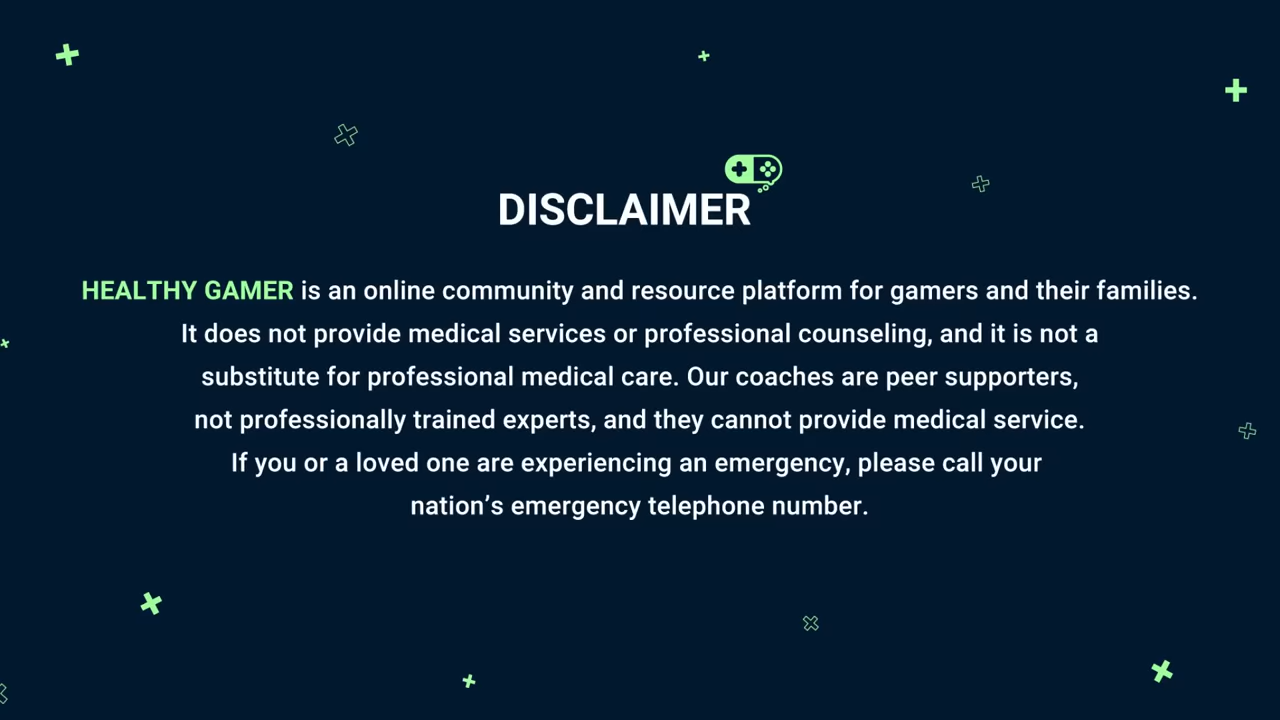 DISCLAIMER
HEALTHY GAMER is an online community and resource platform for gamers and their families.
It does not provide medical services or professional counseling, and it is not a
substitute for professional medical care. Our coaches are peer supporters,
not professionally trained experts, and they cannot provide medical service.
If you or a loved one are experiencing an emergency, please call your
nation’s emergency telephone number.